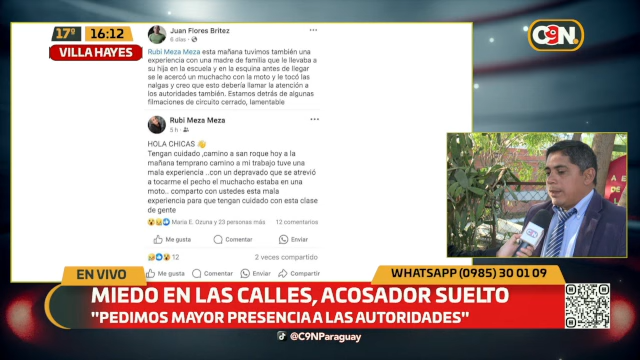 17º
16:12
VILLA HAYES
EN VIVO
C9N
Juan Flores Britez
6 días
Rubi Meza Meza esta mañana tuvimos también una
experiencia con una madre de familia que le llevaba
a su hija en la escuela y en la esquina antes de llegar
se le acercó un muchacho con la moto y le tocó las
nalgas y creo que esto debería llamar la atención a
los autoridades también. Estamos detrás de algunas
filmaciones de circuito cerrado, lamentable
Rubi Meza Meza
5 h
HOLA CHICAS 👋
Tengan cuidado ,camino a san roque hoy a la
mañana temprano camino a mi trabajo tuve una
mala experiencia ..con un depravado que se atrevió
a tocarme el pecho el muchacho estaba en una
moto.. comparto con ustedes esta mala
experiencia para que tengan cuidado con esta clase
de gente
Maria E. Ozuna y 23 personas más 12 comentarios
Me gusta Comentar Enviar
12 2 veces compartido
Me gusta Comentar Enviar Compartir
C9N
EN VIVO
WHATSAPP (0985) 30 01 09
MIEDO EN LAS CALLES, ACOSADOR SUELTO
"PEDIMOS MAYOR PRESENCIA A LAS AUTORIDADES"
@C9NParaguay